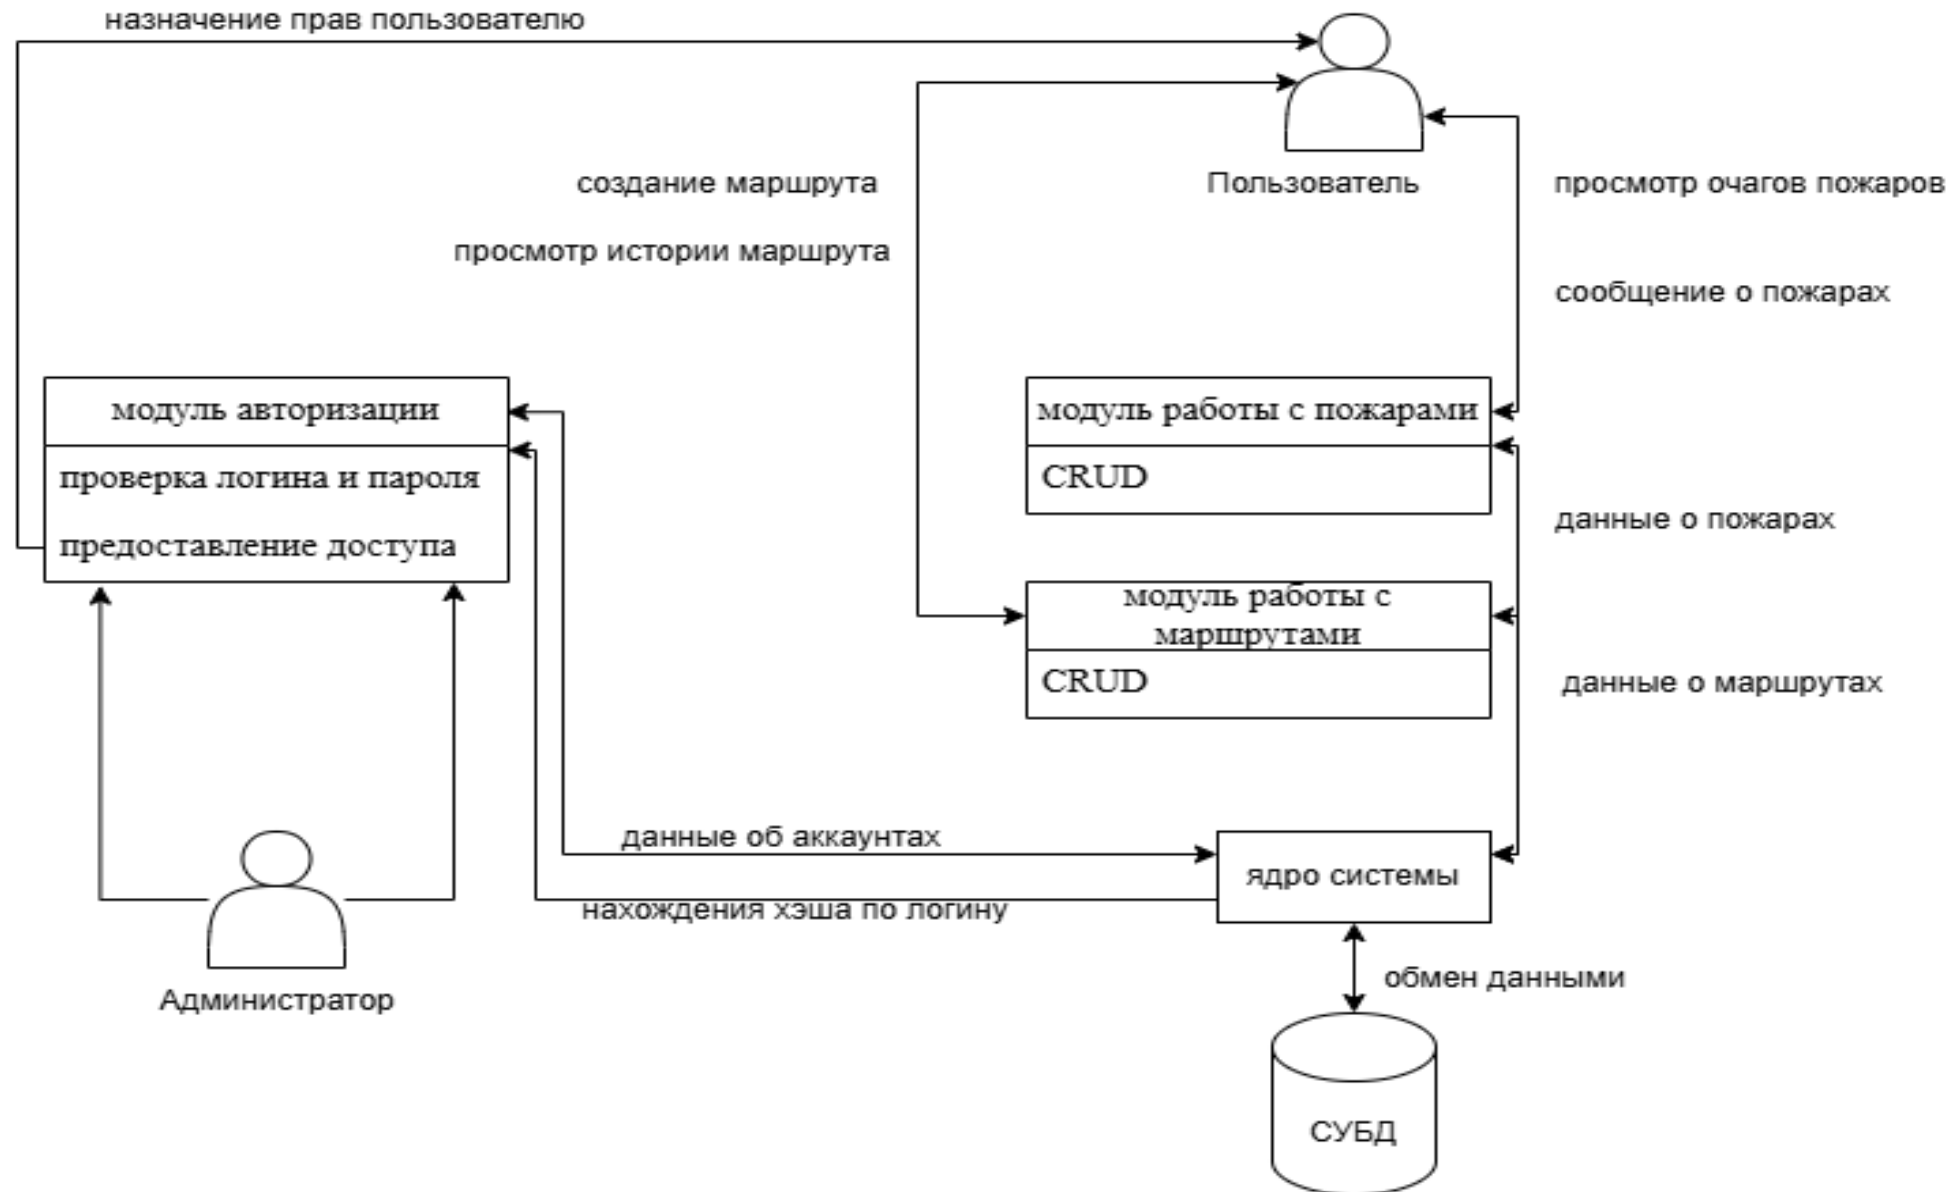 назначение прав пользователю
создание маршрута
Пользователь
просмотр очагов пожаров
просмотр истории маршрута
сообщение о пожарах
модуль авторизации
проверка логина и пароля
предоставление доступа
модуль работы с пожарами
CRUD
данные о пожарах
модуль работы с
маршрутами
CRUD
данные о маршрутах
данные об аккаунтах
нахождения хэша по логину
ядро системы
Администратор
обмен данными
СУБД